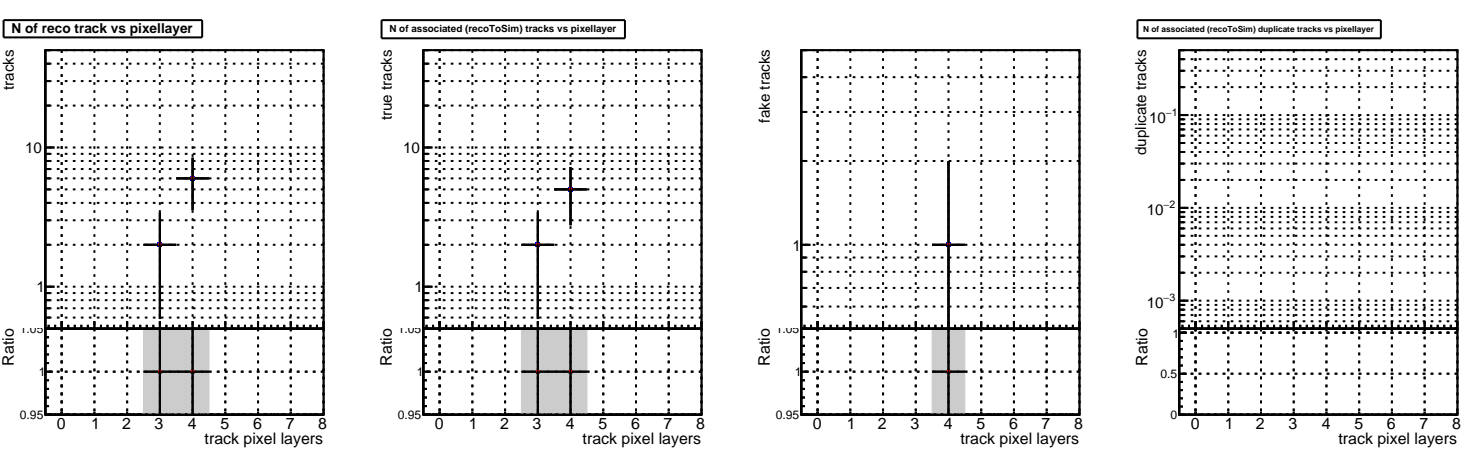 N of reco track vs pixellayer
tracks
10
1
Ratio
1.05
1
0.95
0 1 2 3 4 5 6 7 8
track pixel layers
N of associated (recoToSim) tracks vs pixellayer
true tracks
10
1
Ratio
1.05
1
0.95
0 1 2 3 4 5 6 7 8
track pixel layers
fake tracks
1
Ratio
1.05
1
0.95
0 1 2 3 4 5 6 7 8
track pixel layers
N of associated (recoToSim) duplicate tracks vs pixellayer
duplicate tracks
10⁻¹
10⁻²
10⁻³
Ratio
1
0.5
0
0 1 2 3 4 5 6 7 8
track pixel layers